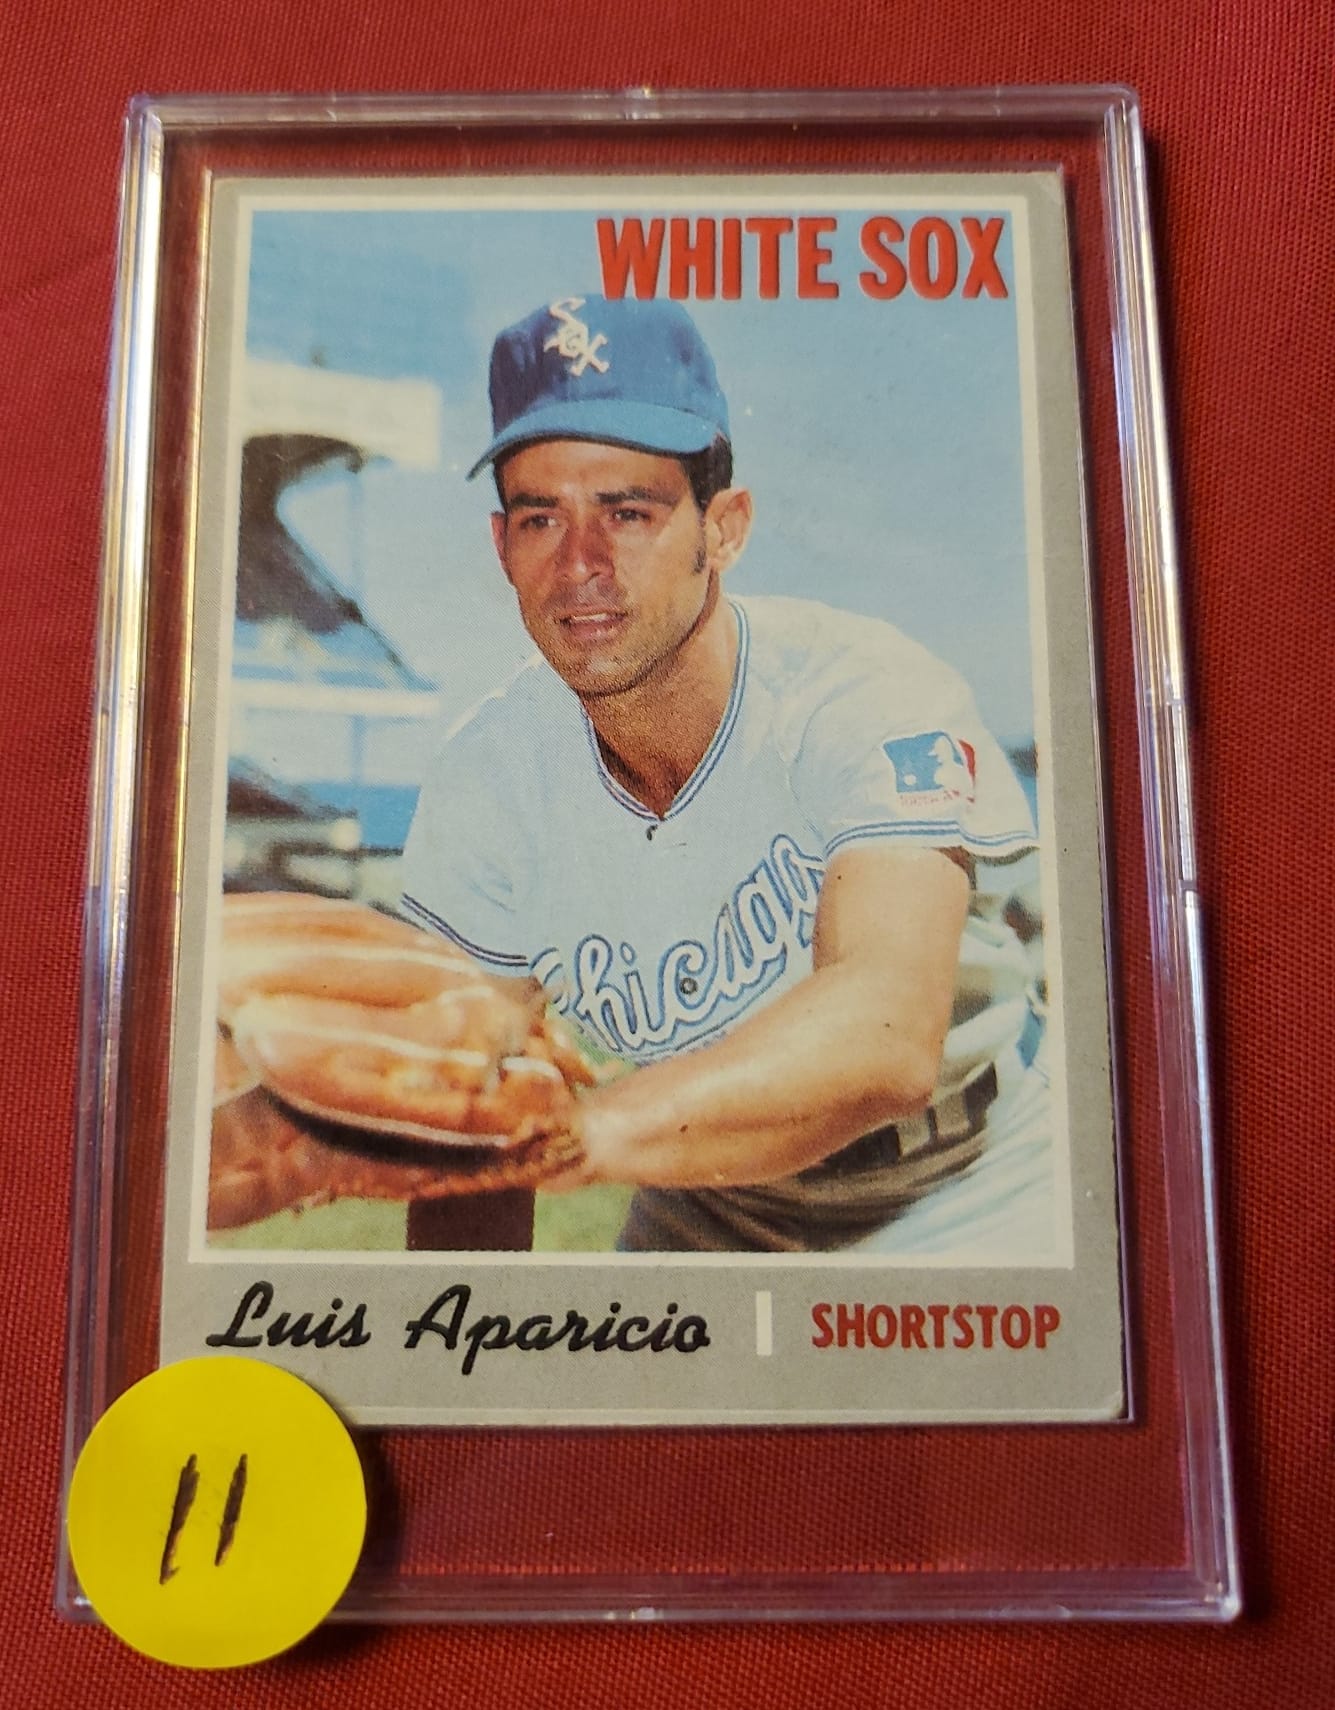 WHITE SOX
SOX
Chicago
Luis Aparicio | SHORTSTOP
11